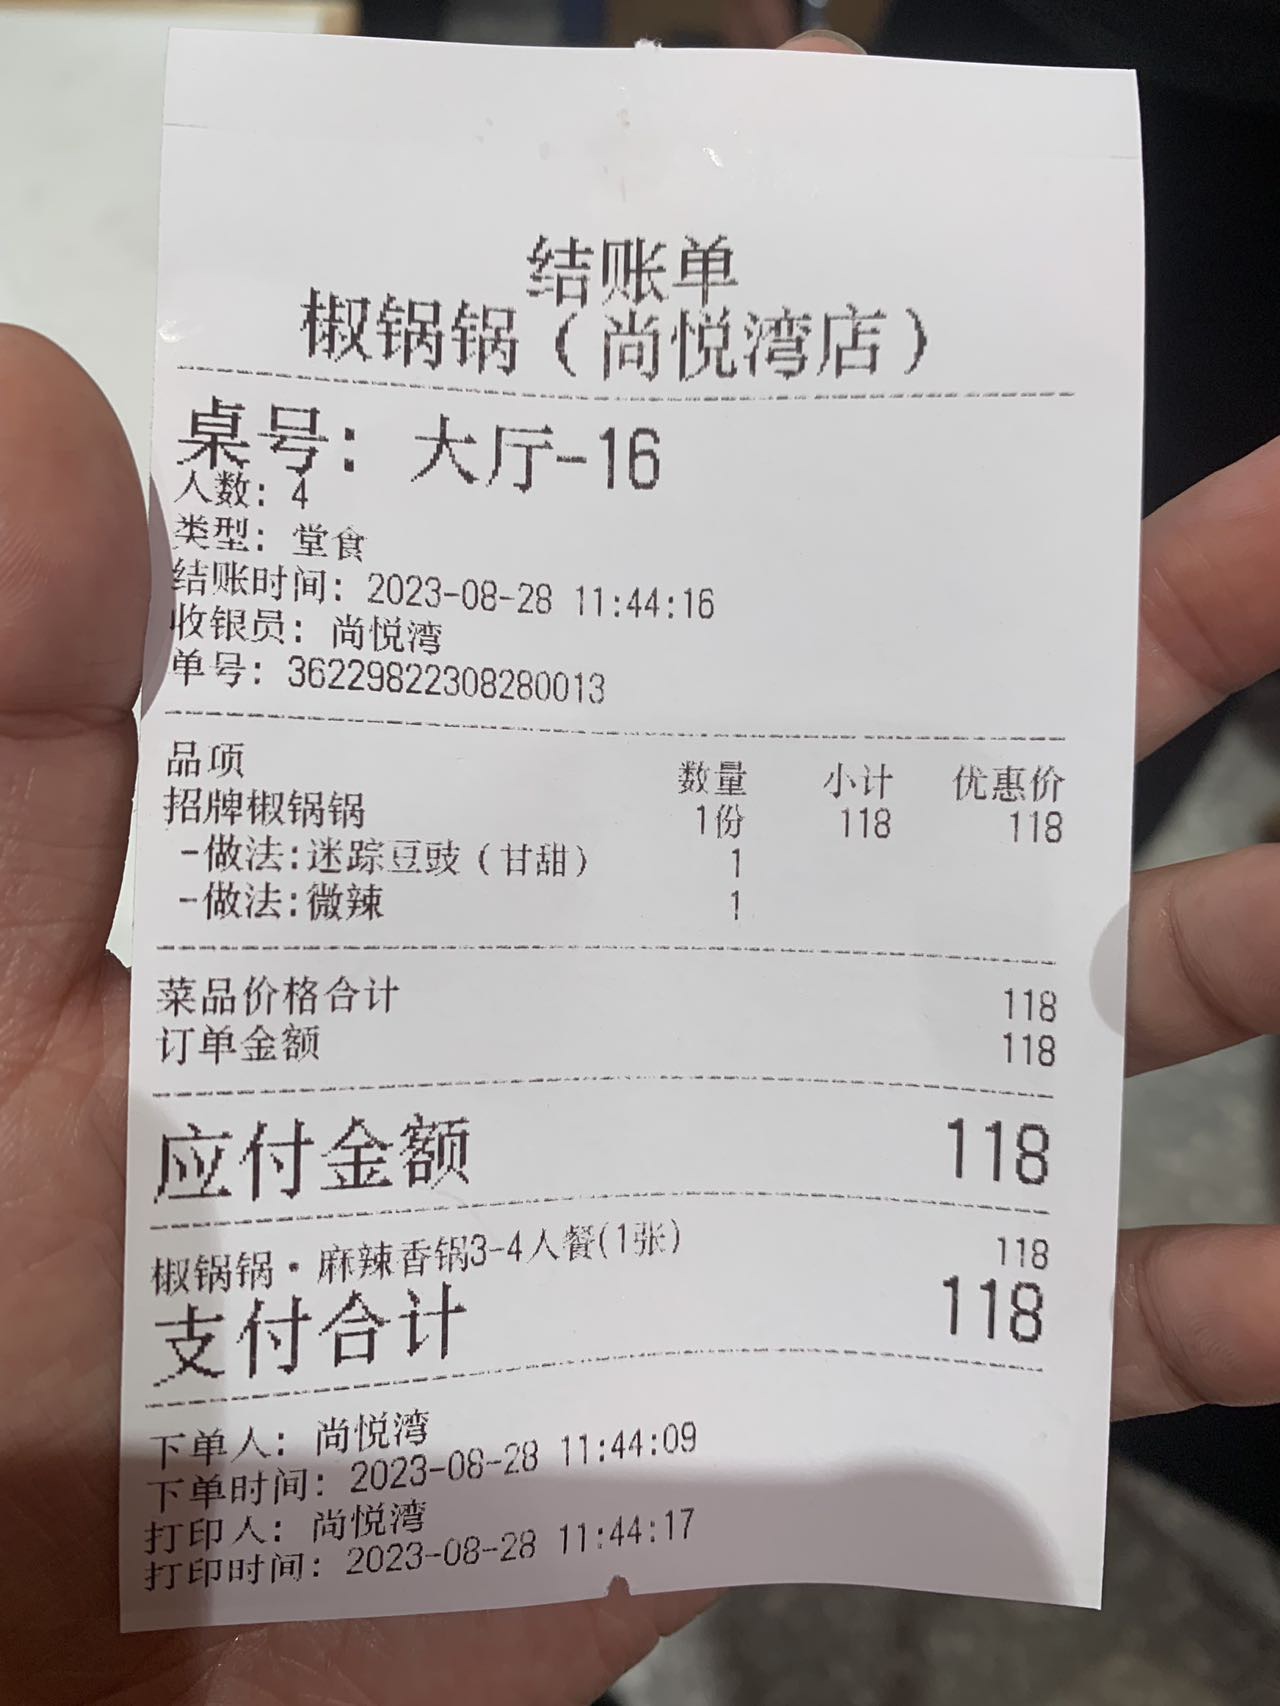 结账单
椒锅锅（尚悦湾店）
桌号：大厅-16
人数：4
类型：堂食
结账时间：2023-08-28 11:44:16
收银员：尚悦湾
单号：36229822308280013
品项 数量 小计 优惠价
招牌椒锅锅 1份 118 118
-做法:迷踪豆豉（甘甜） 1
-做法:微辣 1
菜品价格合计 118
订单金额 118
应付金额 118
椒锅锅·麻辣香锅3-4人餐(1张) 118
支付合计 118
下单人：尚悦湾
下单时间：2023-08-28 11:44:09
打印人：尚悦湾
打印时间：2023-08-28 11:44:17